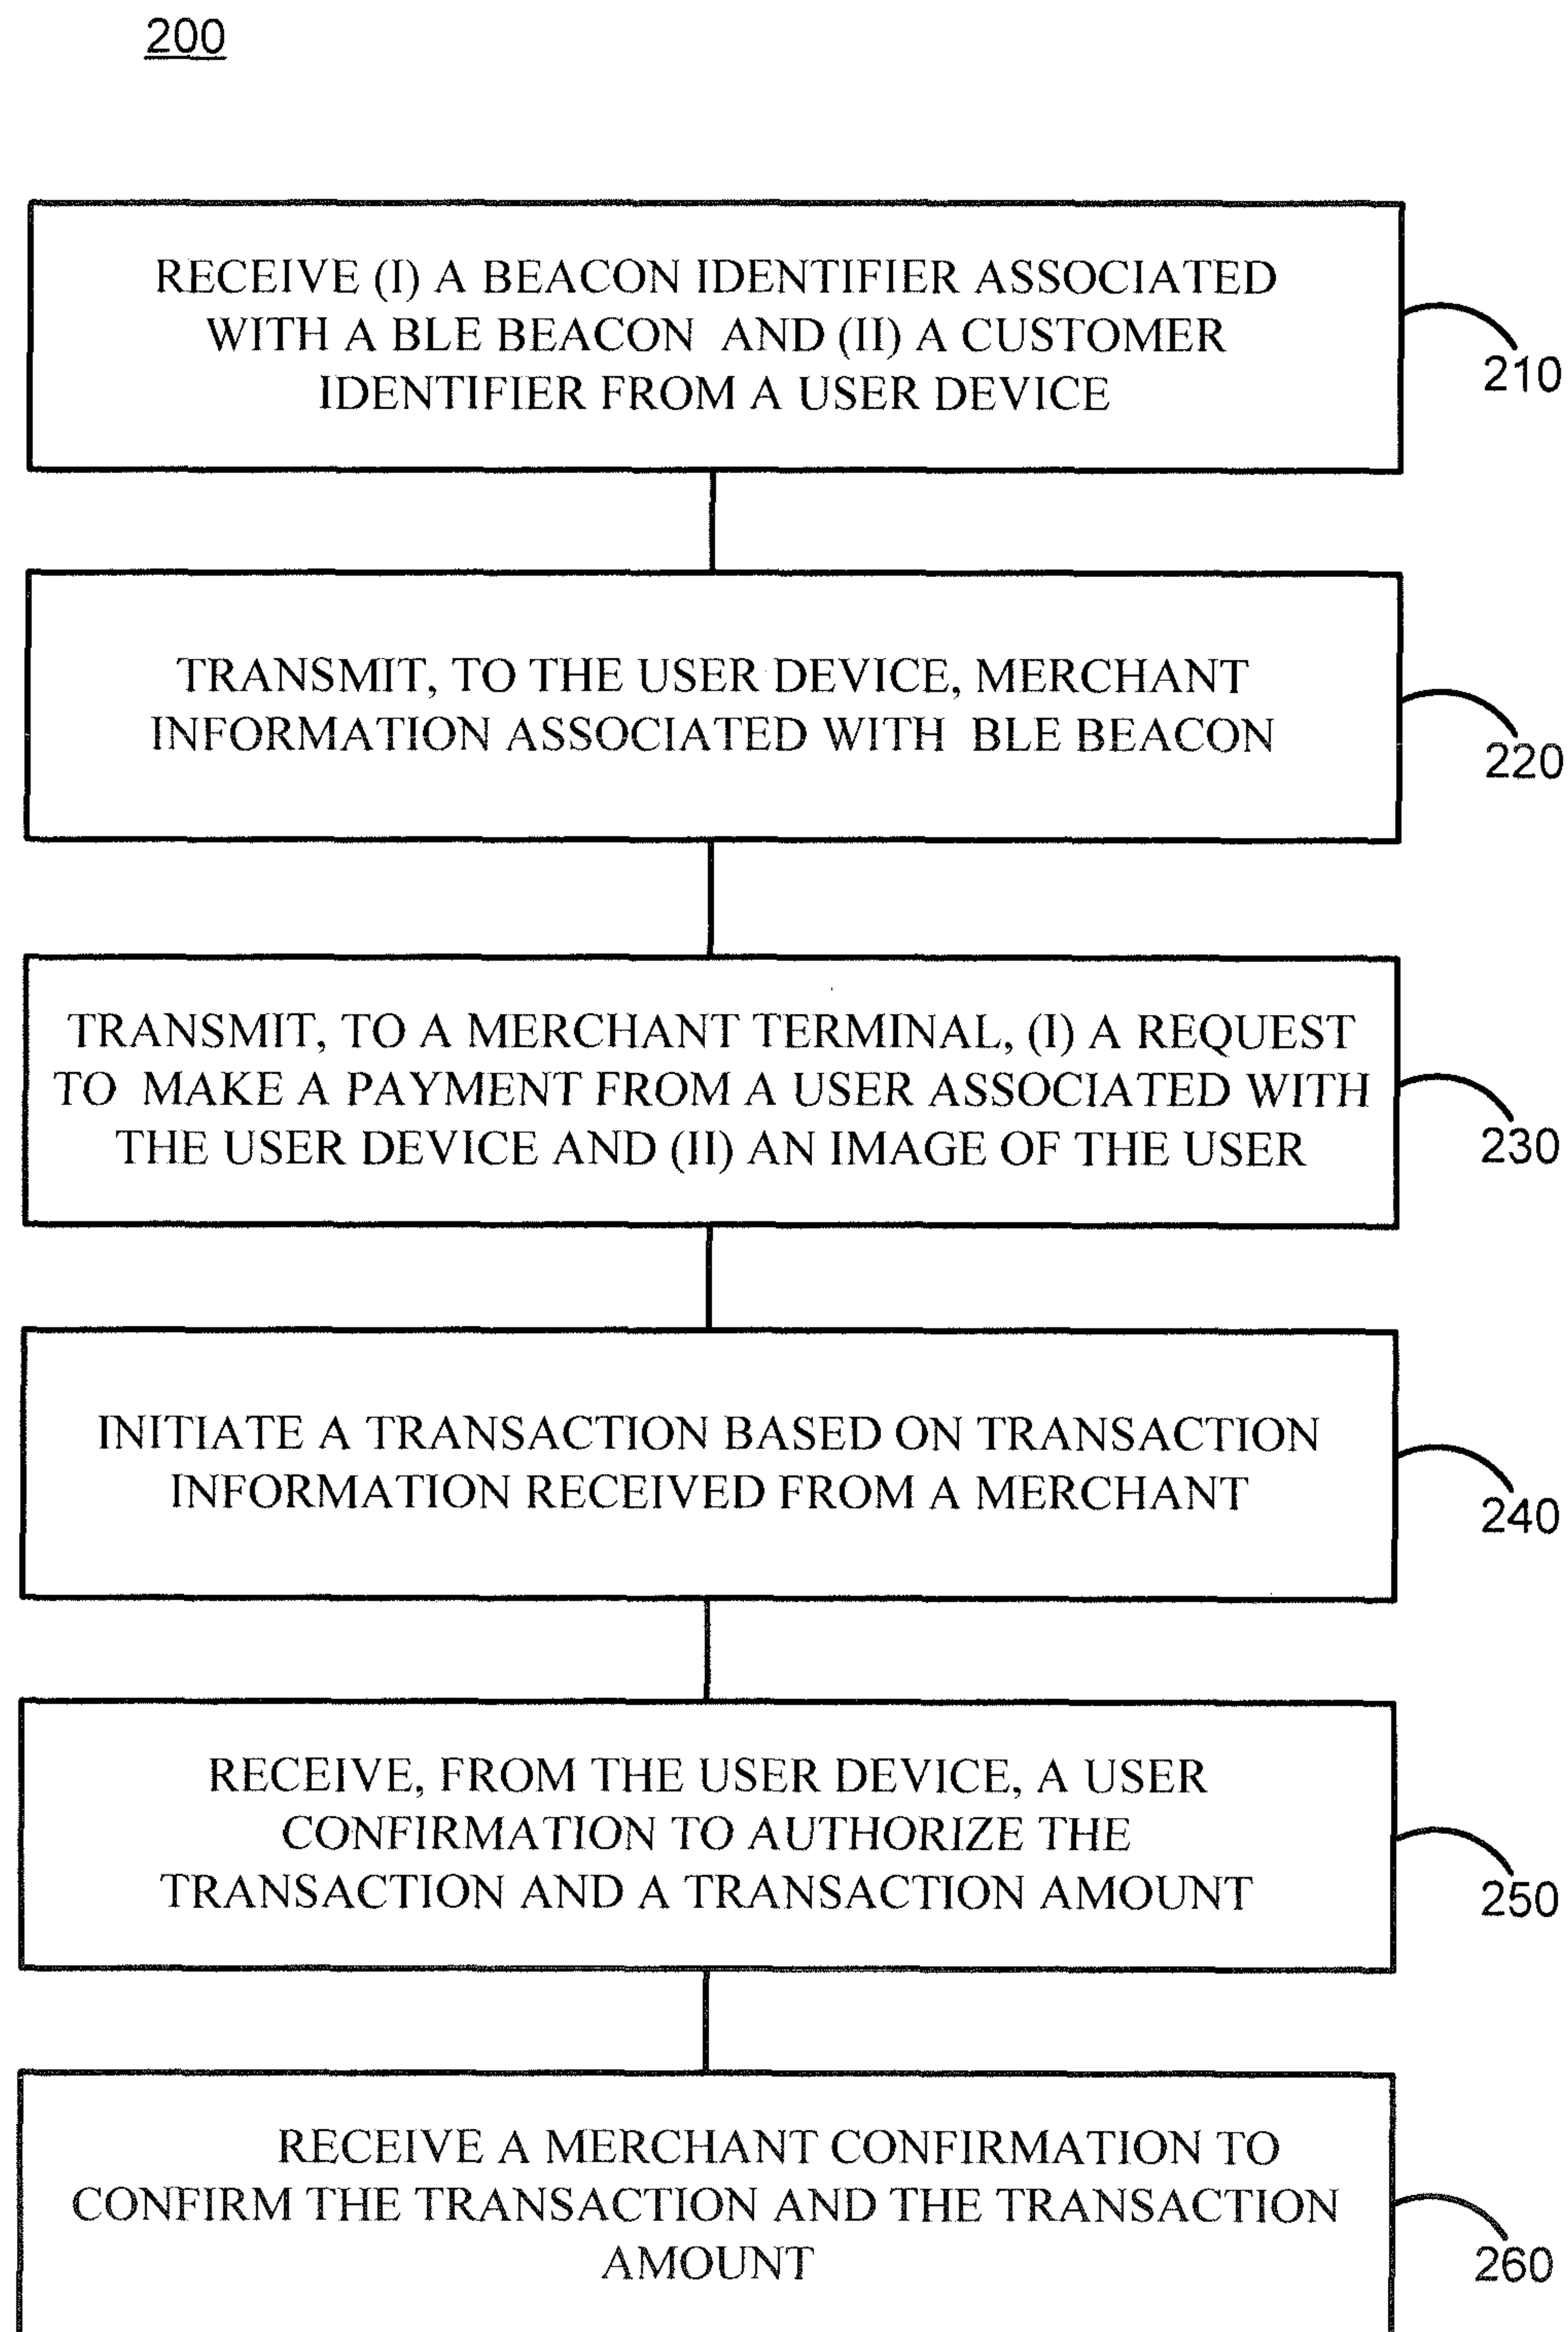 200
RECEIVE (I) A BEACON IDENTIFIER ASSOCIATED
WITH A BLE BEACON AND (II) A CUSTOMER
IDENTIFIER FROM A USER DEVICE
210
TRANSMIT, TO THE USER DEVICE, MERCHANT
INFORMATION ASSOCIATED WITH BLE BEACON
220
TRANSMIT, TO A MERCHANT TERMINAL, (I) A REQUEST
TO MAKE A PAYMENT FROM A USER ASSOCIATED WITH
THE USER DEVICE AND (II) AN IMAGE OF THE USER
230
INITIATE A TRANSACTION BASED ON TRANSACTION
INFORMATION RECEIVED FROM A MERCHANT
240
RECEIVE, FROM THE USER DEVICE, A USER
CONFIRMATION TO AUTHORIZE THE
TRANSACTION AND A TRANSACTION AMOUNT
250
RECEIVE A MERCHANT CONFIRMATION TO
CONFIRM THE TRANSACTION AND THE TRANSACTION
AMOUNT
260